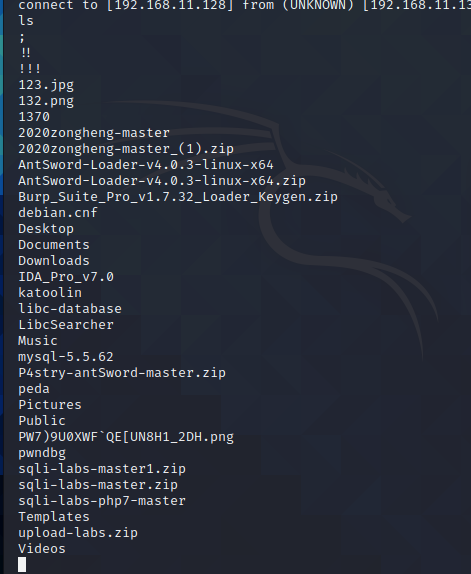 connect to [192.168.11.128] from (UNKNOWN) [192.168.11.13
ls
;
!!
!!!
123.jpg
132.png
1370
2020zongheng-master
2020zongheng-master_(1).zip
AntSword-Loader-v4.0.3-linux-x64
AntSword-Loader-v4.0.3-linux-x64.zip
Burp_Suite_Pro_v1.7.32_Loader_Keygen.zip
debian.cnf
Desktop
Documents
Downloads
IDA_Pro_v7.0
katoolin
libc-database
LibcSearcher
Music
mysql-5.5.62
P4stry-antSword-master.zip
peda
Pictures
Public
PW7)9U0XWF`QE[UN8H1_2DH.png
pwndbg
sqli-labs-master1.zip
sqli-labs-master.zip
sqli-labs-php7-master
Templates
upload-labs.zip
Videos